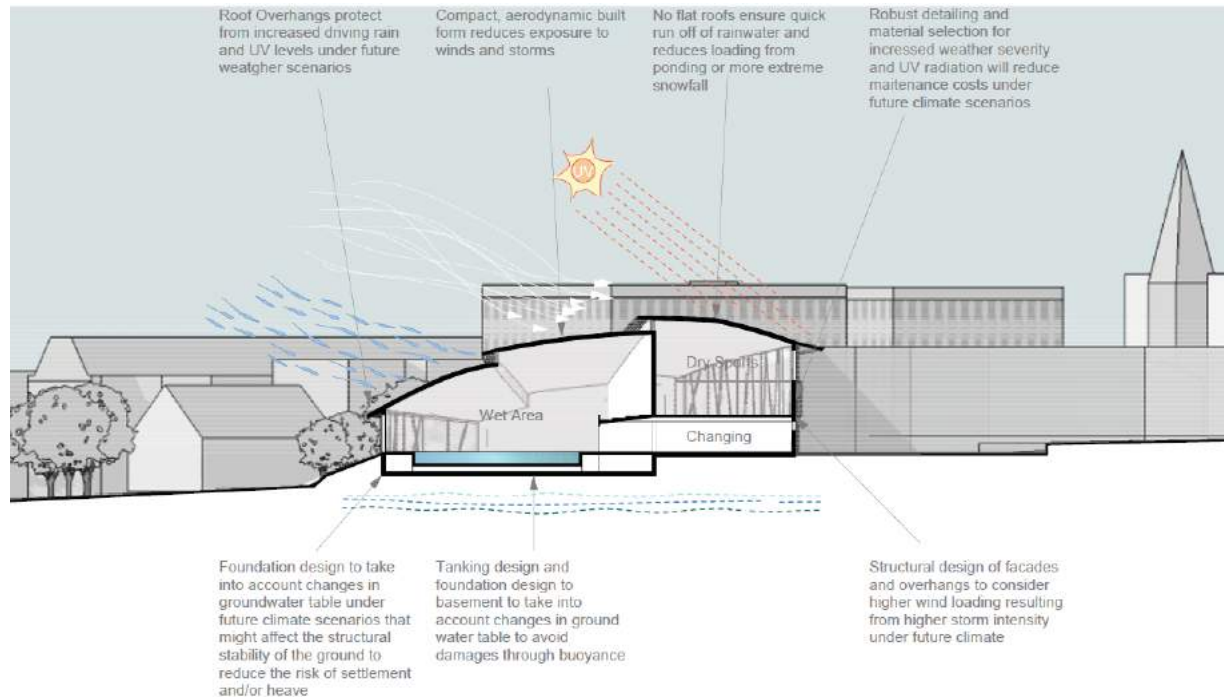 Roof Overhangs protect
from increased driving rain
and UV levels under future
weatgher scenarios
Compact, aerodynamic built
form reduces exposure to
winds and storms
No flat roofs ensure quick
run off of rainwater and
reduces loading from
ponding or more extreme
snowfall
Robust detailing and
material selection for
incressed weather severity
and UV radiation will reduce
maitenance costs under
future climate scenarios
UV
Dry Sports
Wet Area
Changing
Foundation design to take
into account changes in
groundwater table under
future climate scenarios that
might affect the structural
stability of the ground to
reduce the risk of settlement
and/or heave
Tanking design and
foundation design to
basement to take into
account changes in ground
water table to avoid
damages through buoyance
Structural design of facades
and overhangs to consider
higher wind loading resulting
from higher storm intensity
under future climate